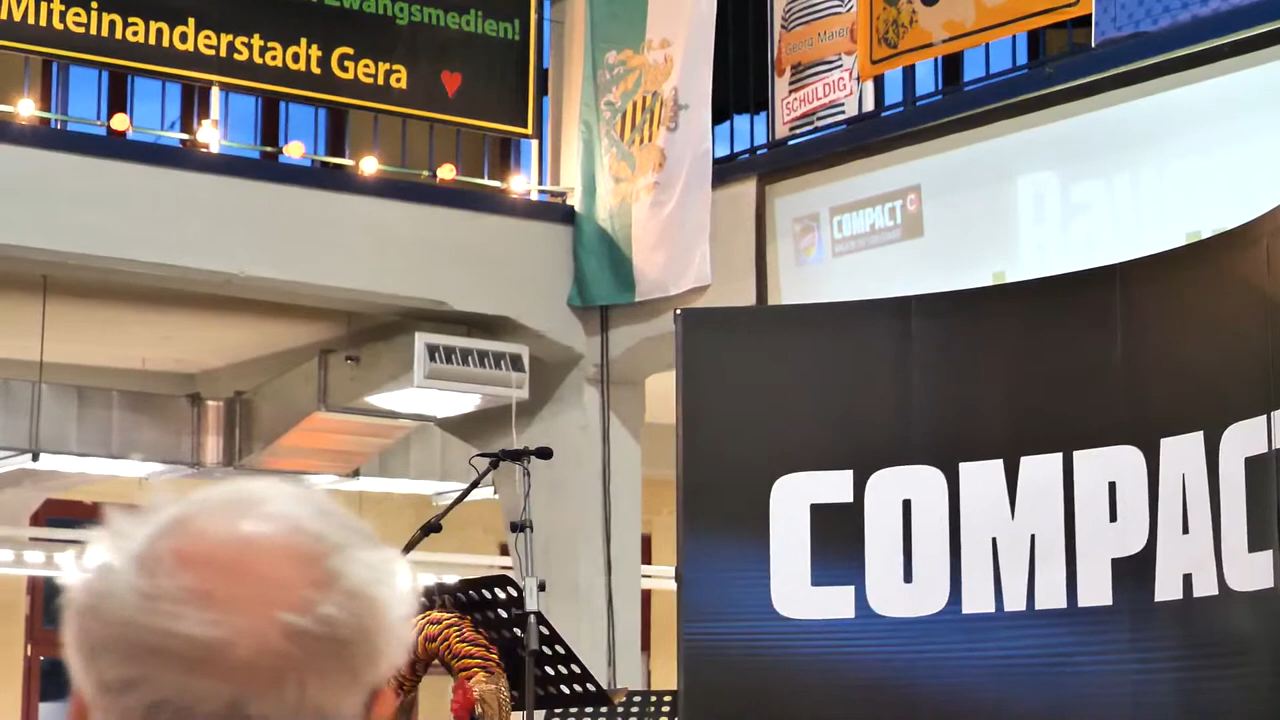 Zwangsmedien!
Miteinanderstadt Gera
Georg Maier
SCHULDIG
COMPACT
COMPACT